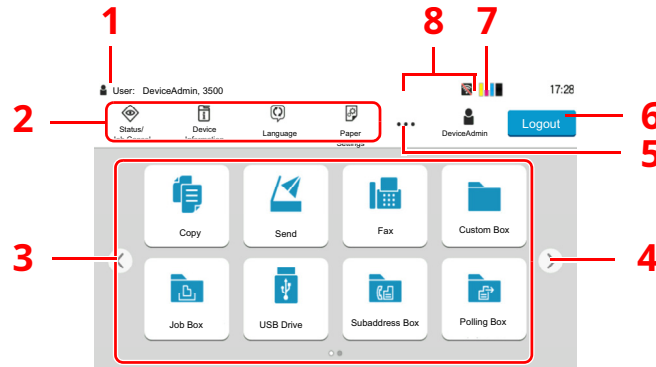 1
8
7
User: DeviceAdmin, 3500
17:28
2
Status/
Device
Language
Paper
DeviceAdmin
Logout
6
5
Copy
Send
Fax
Custom Box
3
4
Job Box
USB Drive
Subaddress Box
Polling Box